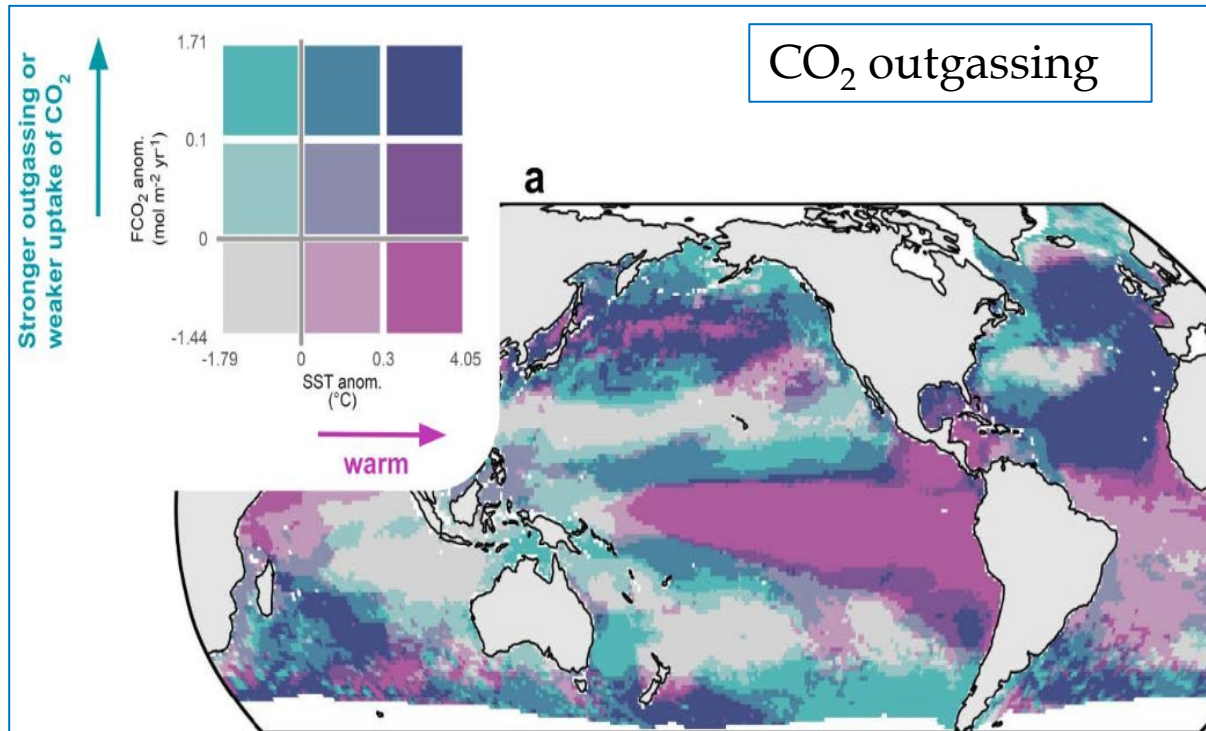 CO₂ outgassing
Stronger outgassing or
weaker uptake of CO₂
1.71
0.1
0
-1.44
FCO₂ anom.
(mol m⁻² yr⁻¹)
-1.79 0 0.3 4.05
SST anom.
(°C)
warm
a